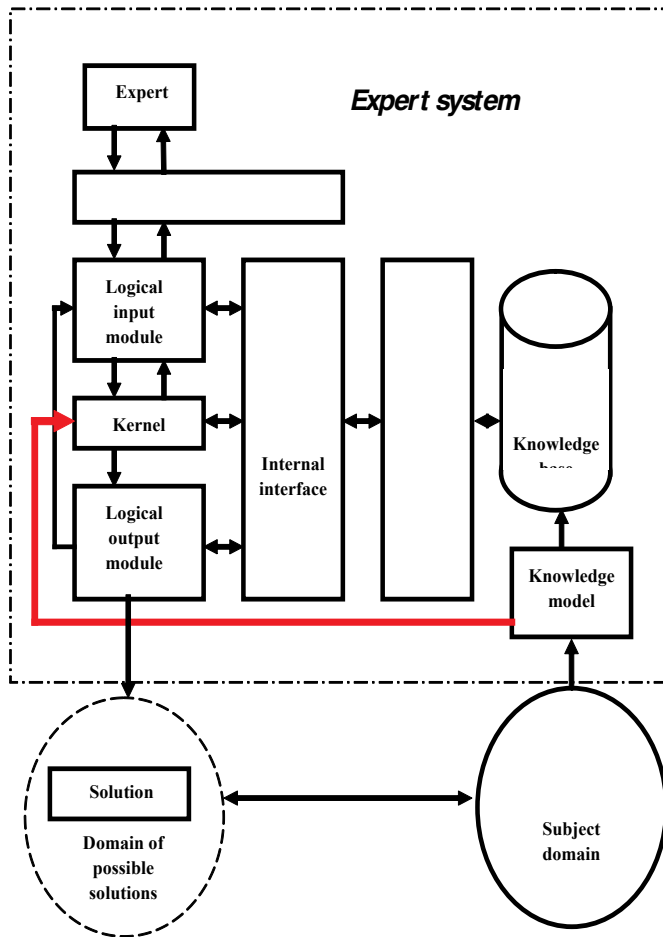 Expert
Expert system
Logical
input
module
Kernel
Logical
output
module
Internal
interface
Knowledge
Knowledge
model
Solution
Domain of
possible
solutions
Subject
domain